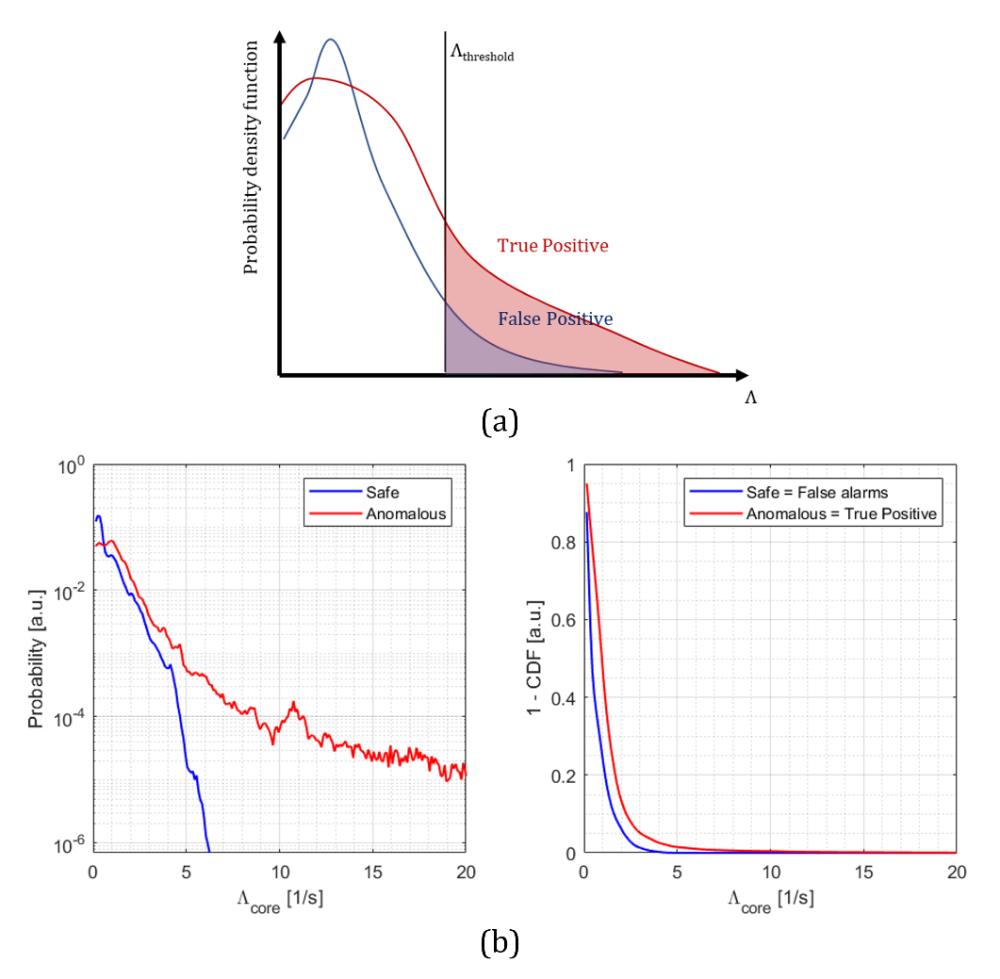 Probability density function
Λthreshold
True Positive
False Positive
Λ
(a)
10^0
10^-2
10^-4
10^-6
Probability [a.u.]
Safe
Anomalous
0 5 10 15 20
Λcore [1/s]
1
0.8
0.6
0.4
0.2
0
1 - CDF [a.u.]
Safe = False alarms
Anomalous = True Positive
0 5 10 15 20
Λcore [1/s]
(b)